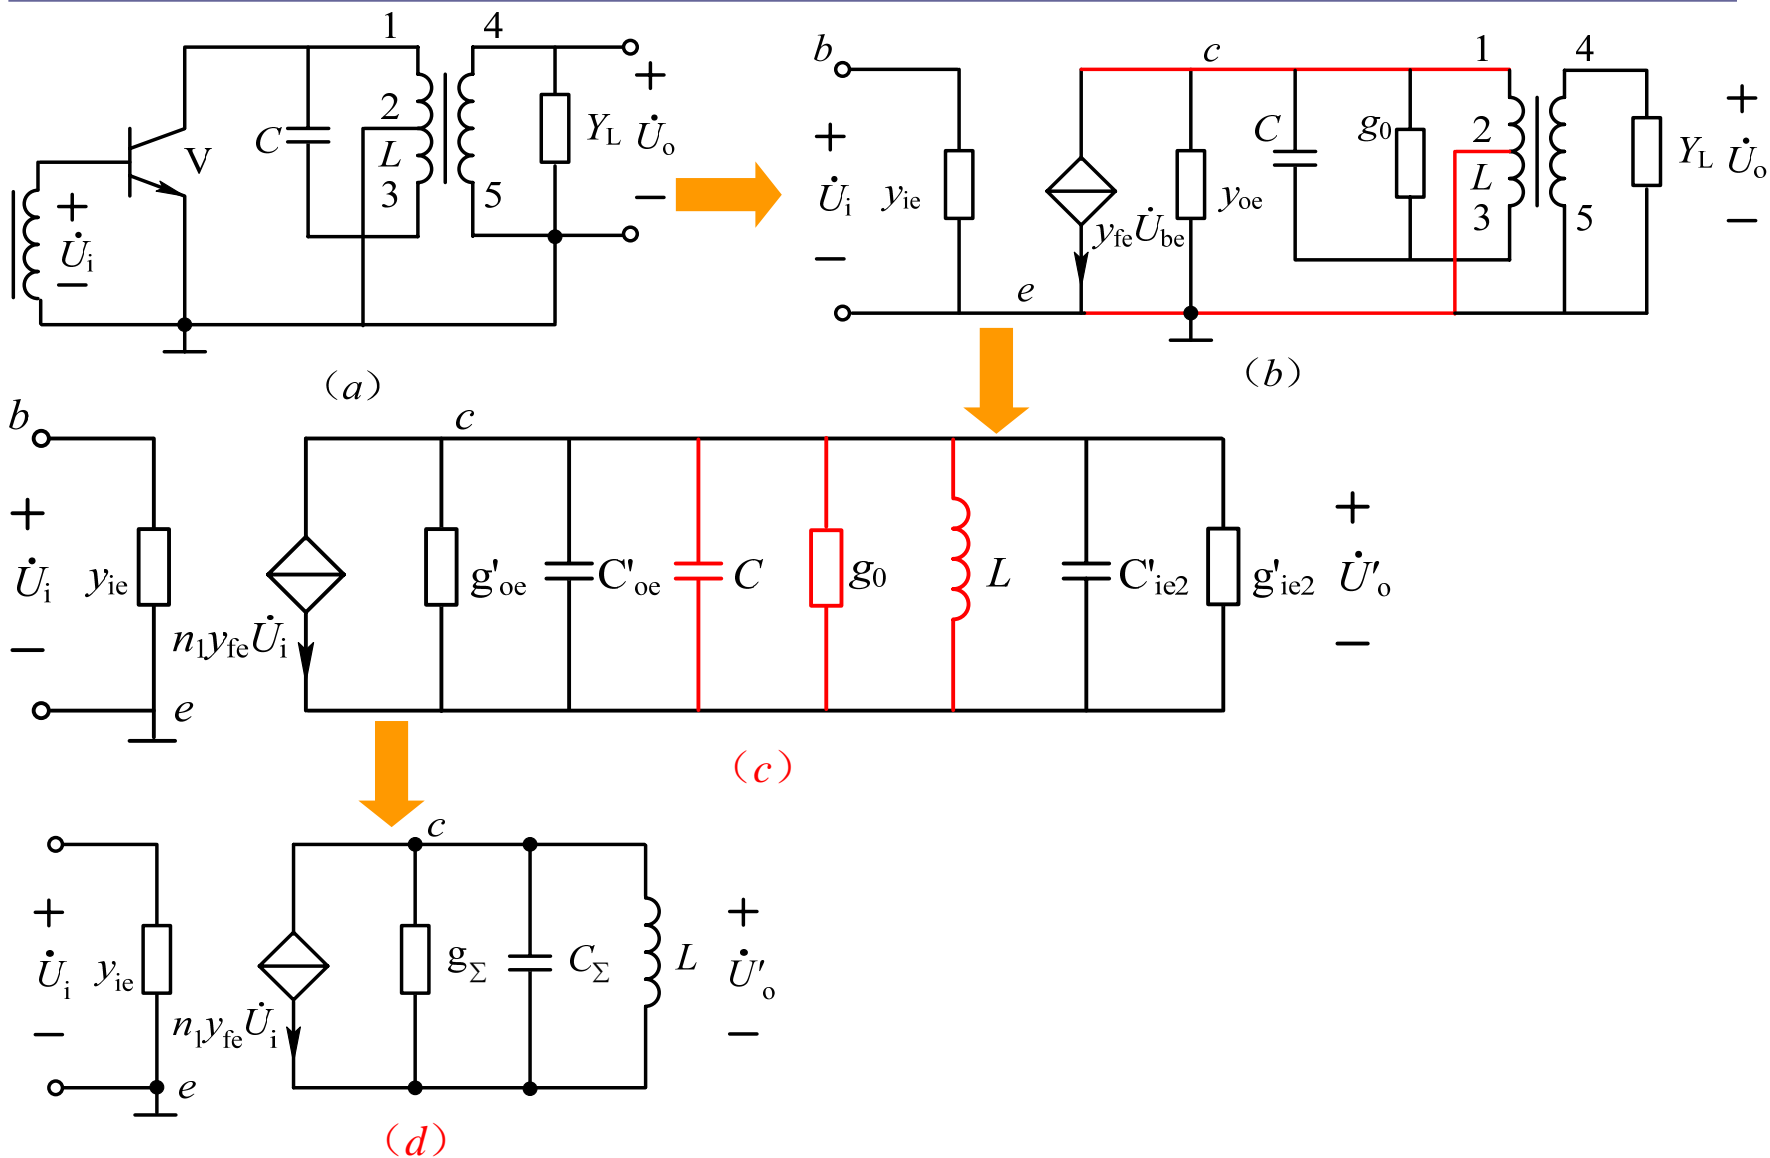 1 4
2
C L Y_L U̇_o
V 3 5
+ −
U̇_i
+ −
(a)
b c 1 4
+ C g_0 2 + 
U̇_i y_ie y_oe L Y_L U̇_o
3 5
y_fe U̇_be
− −
e
(b)
b c
+ +
U̇_i y_ie g'_oe C'_oe C g_0 L C'_ie2 g'_ie2 U̇'_o
n_1 y_fe U̇_i
− −
e
(c)
c
+ +
U̇_i y_ie g_Σ C_Σ L U̇'_o
n_1 y_fe U̇_i
− −
e
(d)